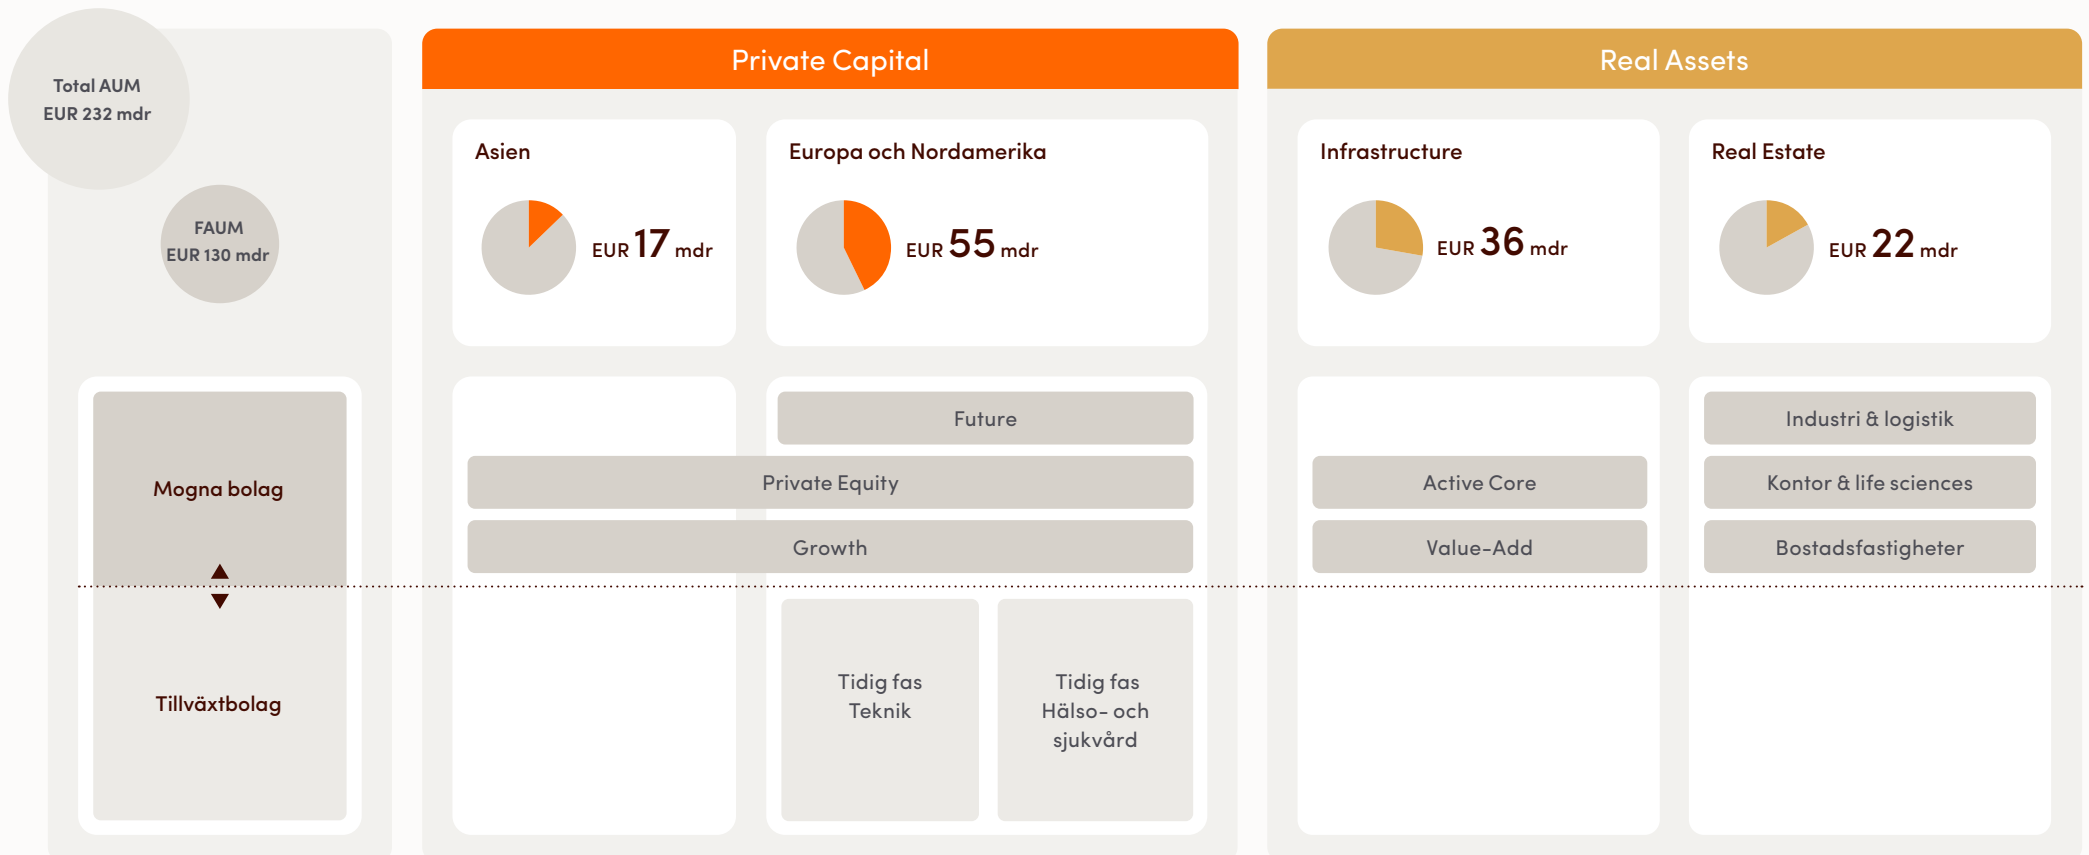 Total AUM
EUR 232 mdr
FAUM
EUR 130 mdr
Mogna bolag
Tillväxtbolag
Private Capital
Asien
EUR 17 mdr
Europa och Nordamerika
EUR 55 mdr
Future
Private Equity
Growth
Tidig fas
Teknik
Tidig fas
Hälso- och
sjukvård
Real Assets
Infrastructure
EUR 36 mdr
Real Estate
EUR 22 mdr
Active Core
Value-Add
Industri & logistik
Kontor & life sciences
Bostadsfastigheter